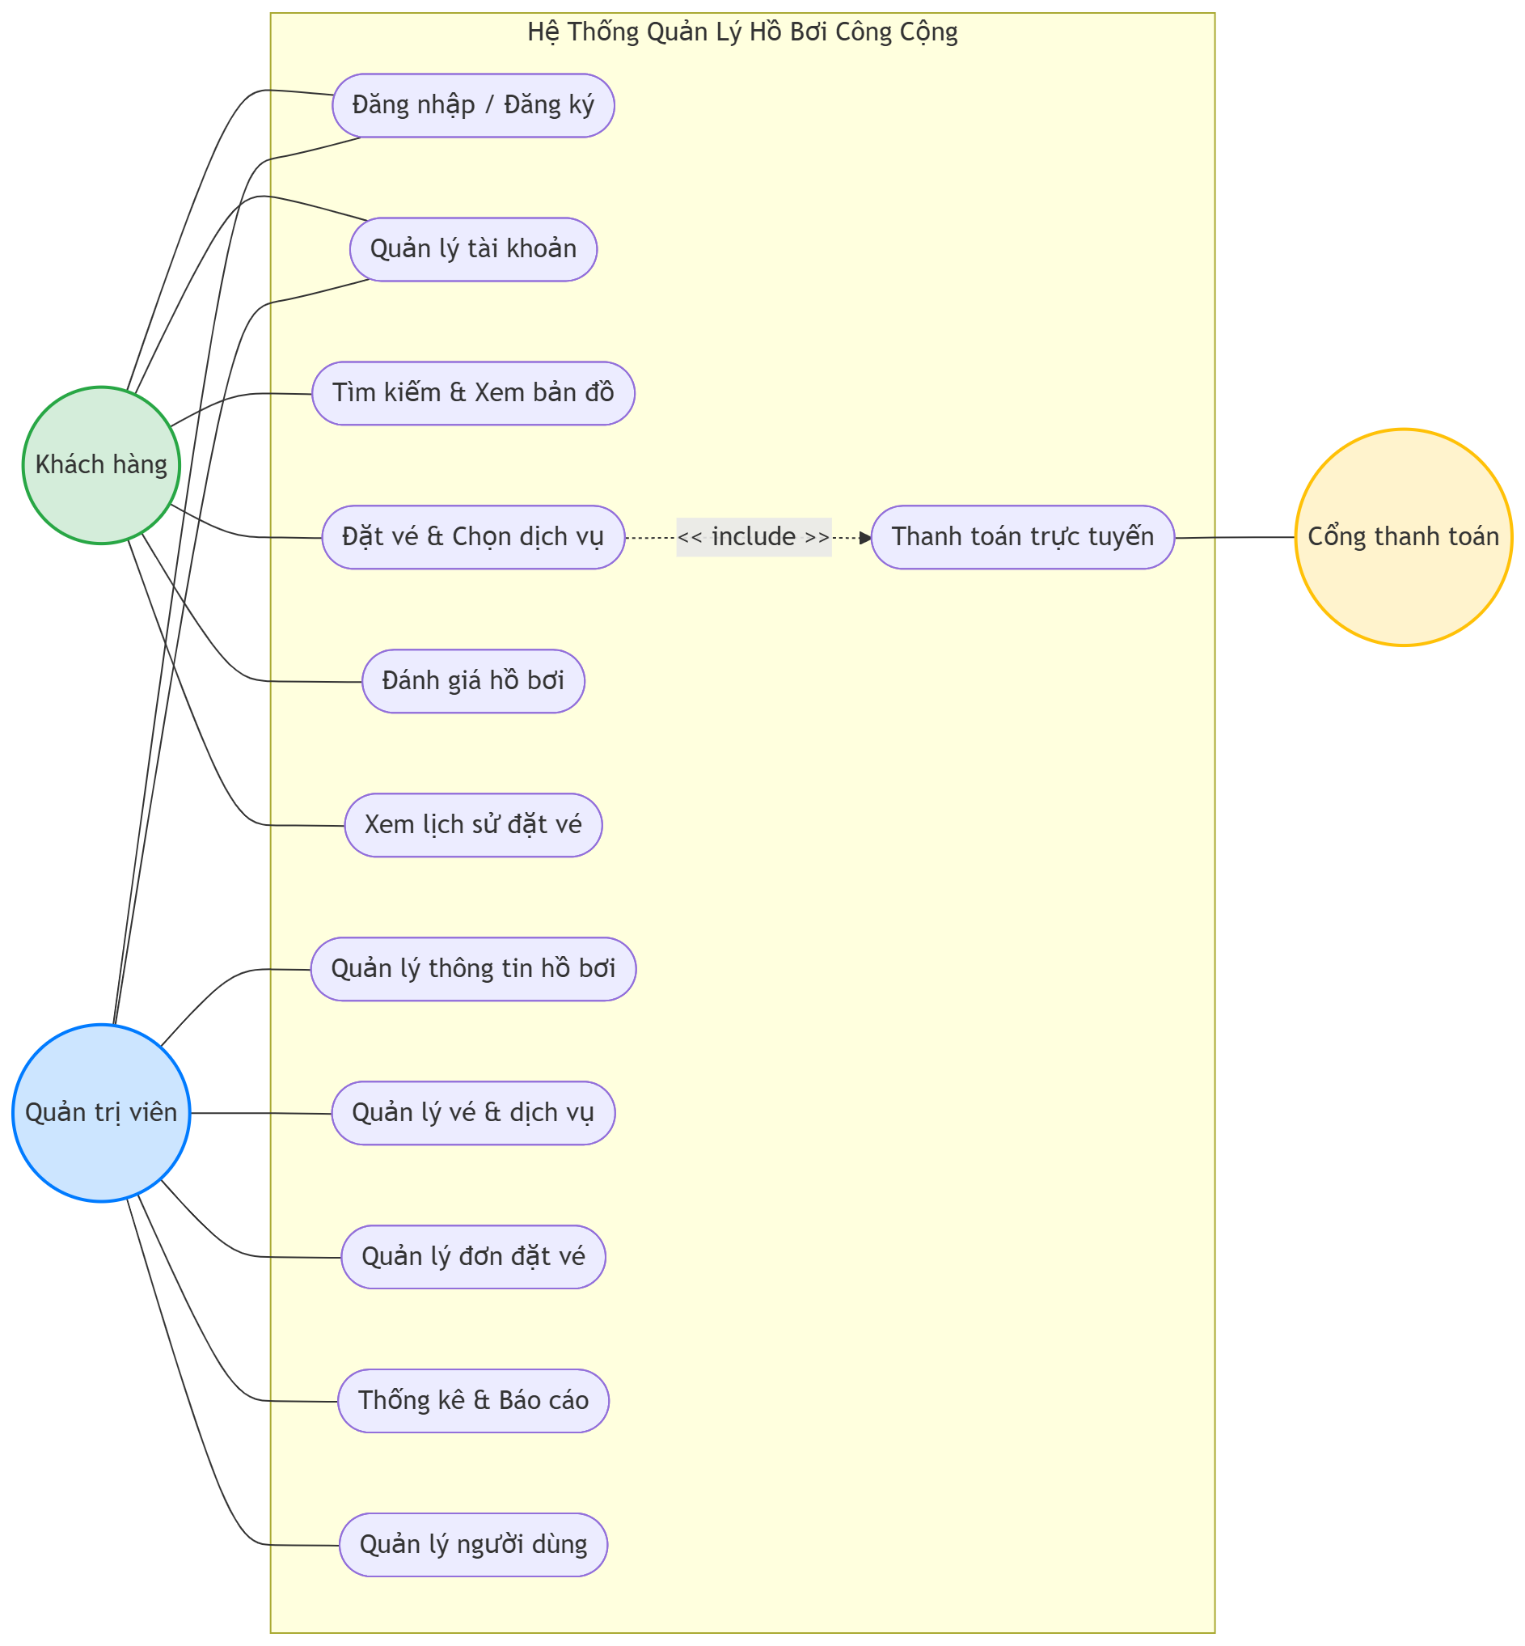 Hệ Thống Quản Lý Hồ Bơi Công Cộng
Đăng nhập / Đăng ký
Quản lý tài khoản
Tìm kiếm & Xem bản đồ
Khách hàng
Đặt vé & Chọn dịch vụ
<< include >>
Thanh toán trực tuyến
Cổng thanh toán
Đánh giá hồ bơi
Xem lịch sử đặt vé
Quản lý thông tin hồ bơi
Quản trị viên
Quản lý vé & dịch vụ
Quản lý đơn đặt vé
Thống kê & Báo cáo
Quản lý người dùng